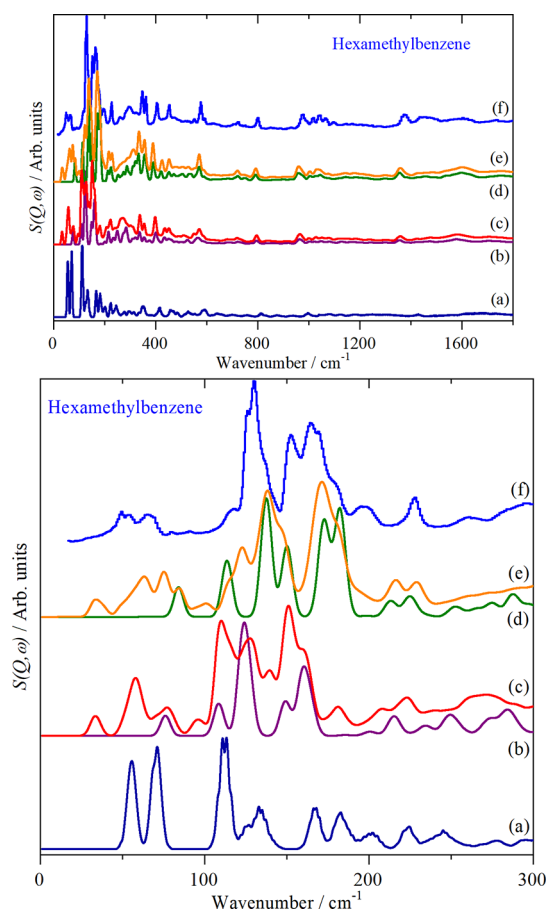 Hexamethylbenzene
(f)
(e)
(d)
(c)
(b)
(a)
S(Q,ω) / Arb. units
0 400 800 1200 1600
Wavenumber / cm⁻¹
Hexamethylbenzene
(f)
(e)
(d)
(c)
(b)
(a)
S(Q,ω) / Arb. units
0 100 200 300
Wavenumber / cm⁻¹